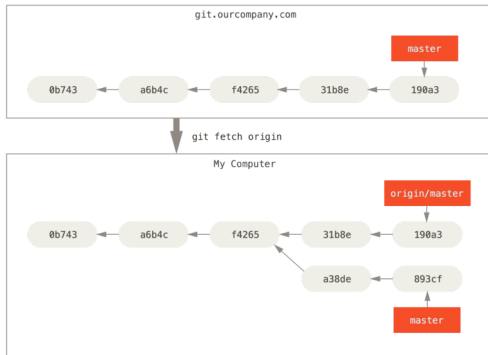 git.ourcompany.com
master
0b743 a6b4c f4265 31b8e 190a3
git fetch origin
My Computer
origin/master
0b743 a6b4c f4265 31b8e 190a3
a38de 893cf
master